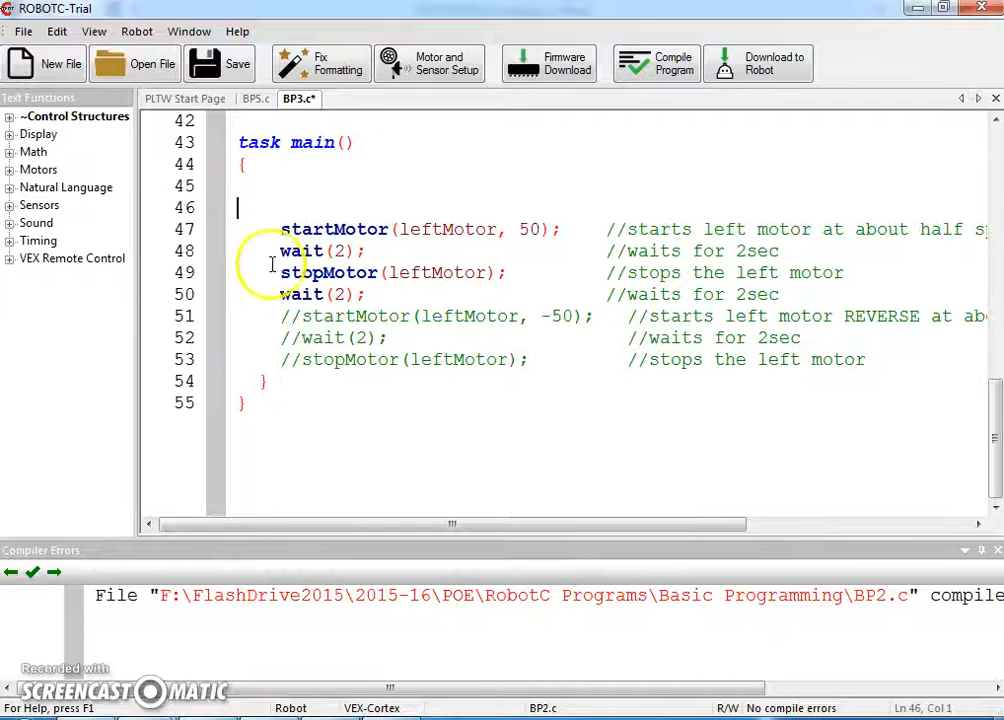 ROBOTC-Trial
File Edit View Robot Window Help
New File Open File Save Fix Formatting Motor and Sensor Setup Firmware Download Compile Program Download to Robot
Text Functions PLTW Start Page BP5.c BP3.c*
~Control Structures
Display
Math
Motors
Natural Language
Sensors
Sound
Timing
VEX Remote Control
42
43 task main()
44 {
45
46
47 startMotor(leftMotor, 50); //starts left motor at about half sp
48 wait(2); //waits for 2sec
49 stopMotor(leftMotor); //stops the left motor
50 wait(2); //waits for 2sec
51 //startMotor(leftMotor, -50); //starts left motor REVERSE at abo
52 //wait(2); //waits for 2sec
53 //stopMotor(leftMotor); //stops the left motor
54 }
55 }
Compiler Errors
File "F:\FlashDrive2015\2015-16\POE\RobotC Programs\Basic Programming\BP2.c" compile
Recorded with
SCREENCAST O MATIC
For Help, press F1 Robot VEX-Cortex BP2.c R/W No compile errors Ln 46, Col 1